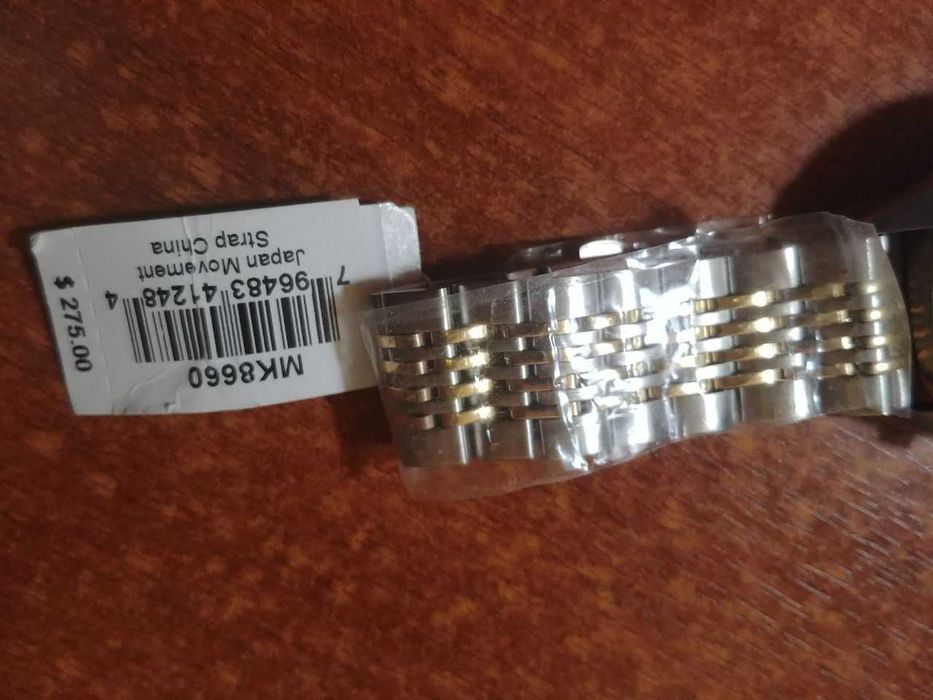 MK8660
7 96483 41248 4
Japan Movement
Strap China
$ 275.00